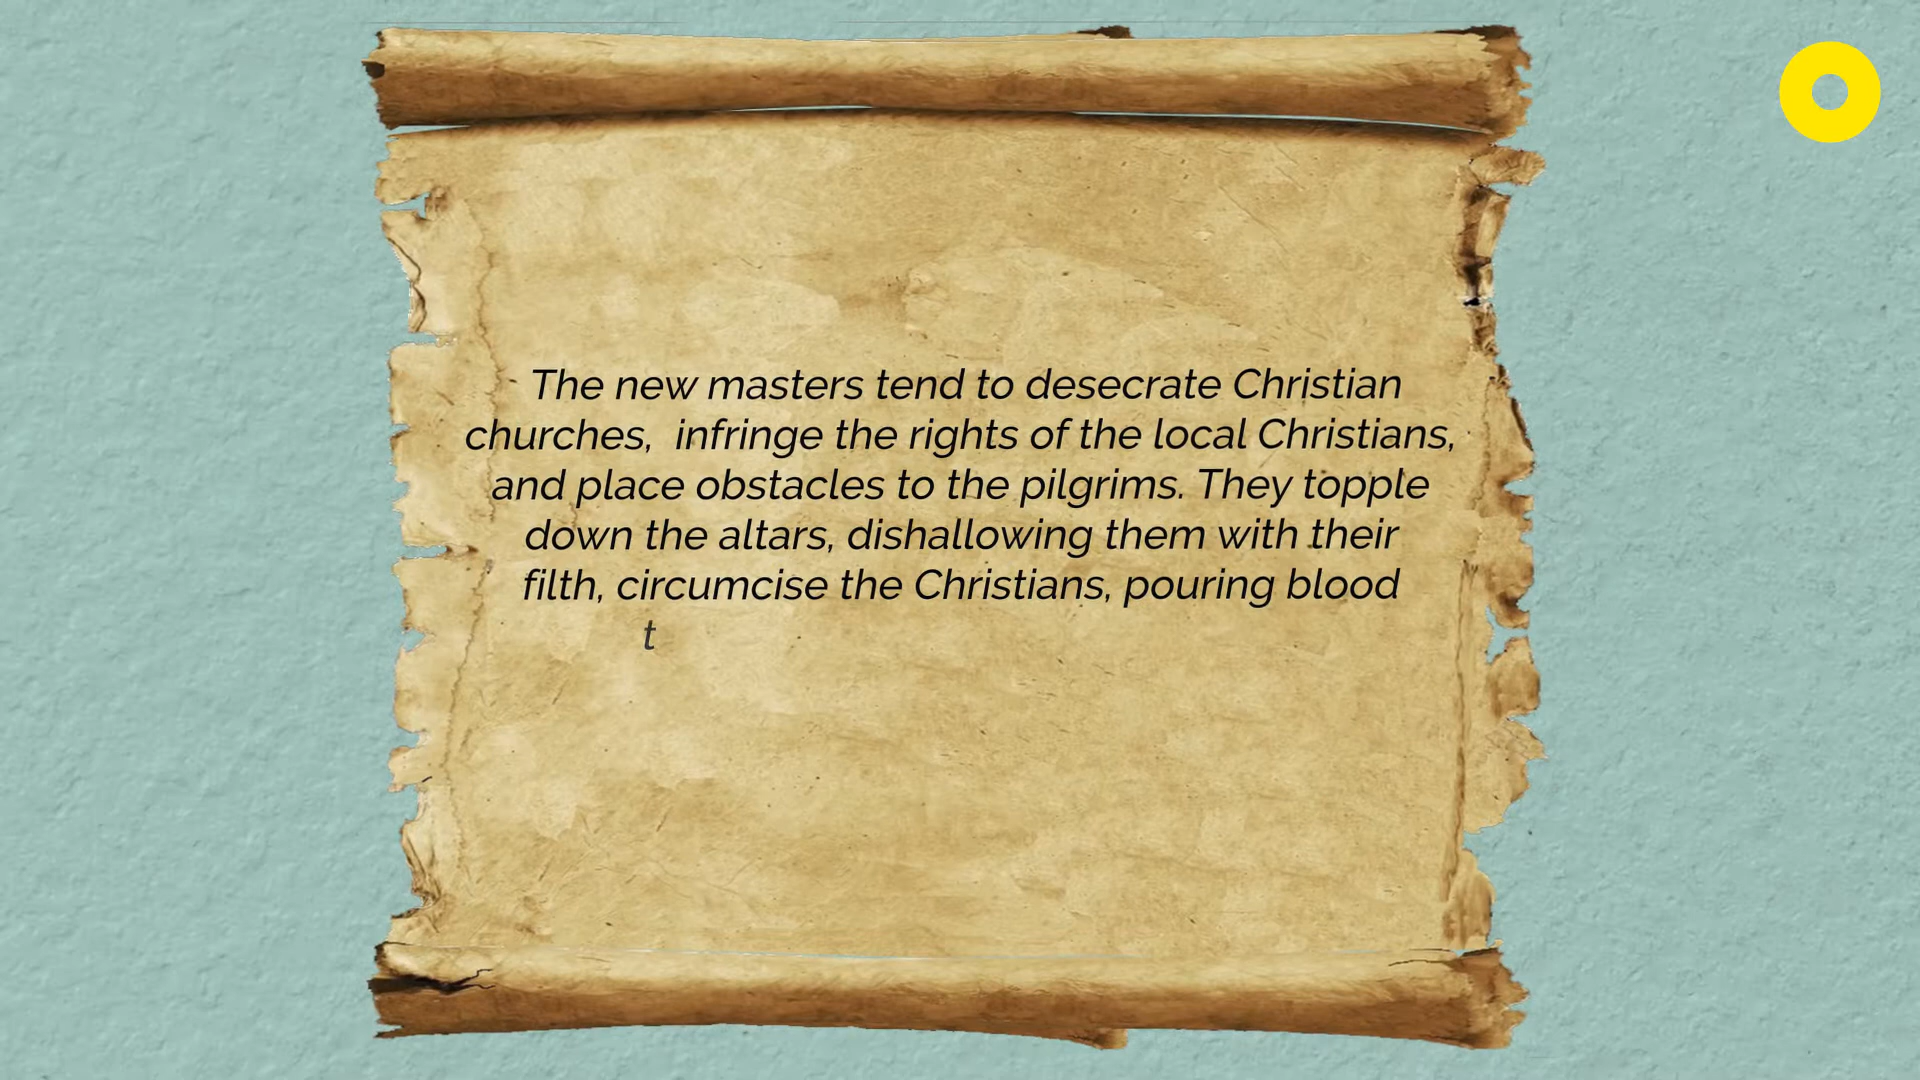 The new masters tend to desecrate Christian
churches,  infringe the rights of the local Christians,
and place obstacles to the pilgrims. They topple
down the altars, dishallowing them with their
filth, circumcise the Christians, pouring blood
t